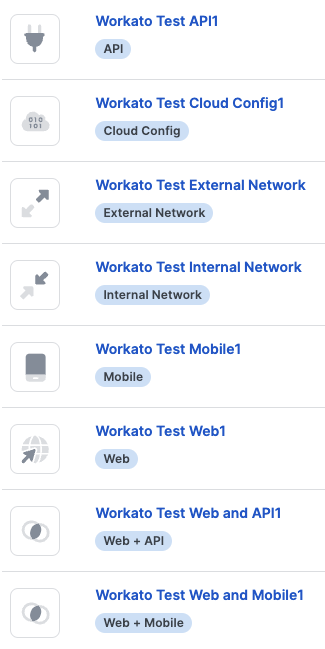 Workato Test API1
API
Workato Test Cloud Config1
010
101
Cloud Config
Workato Test External Network
External Network
Workato Test Internal Network
Internal Network
Workato Test Mobile1
Mobile
Workato Test Web1
Web
Workato Test Web and API1
Web + API
Workato Test Web and Mobile1
Web + Mobile